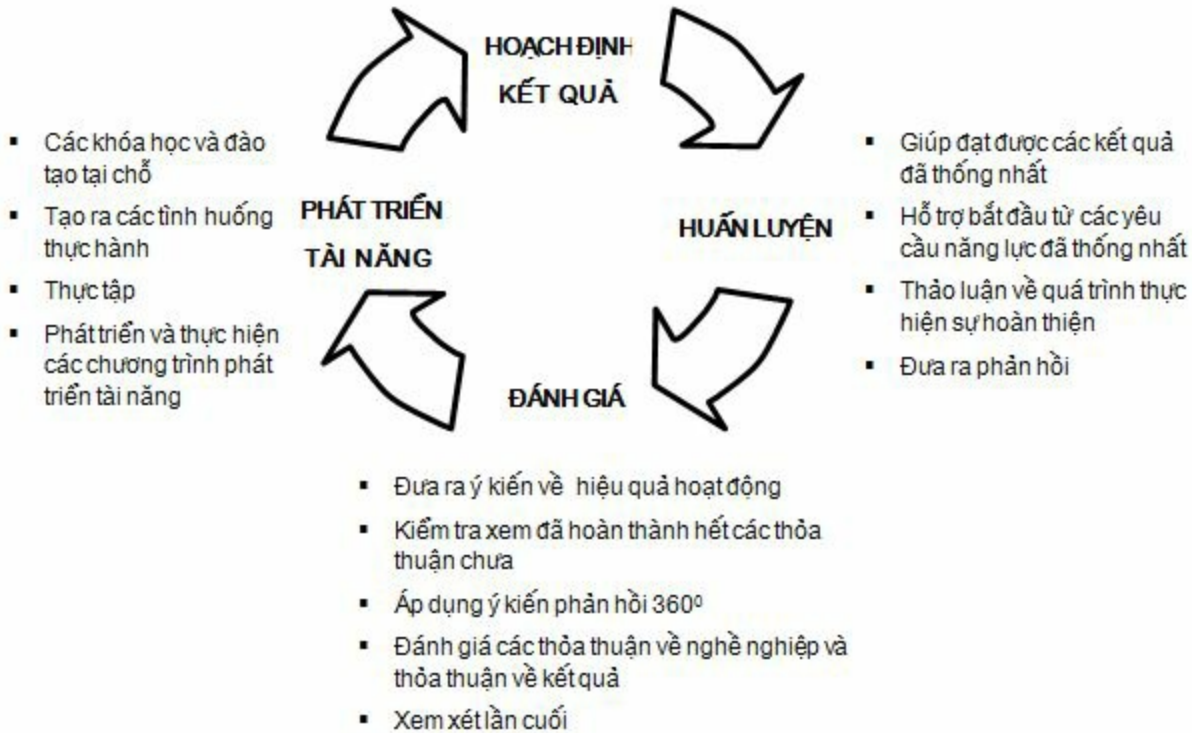 HOẠCH ĐỊNH
KẾT QUẢ
▪ Giúp đạt được các kết quả
đã thống nhất
▪ Hỗ trợ bắt đầu từ các yêu
cầu năng lực đã thống nhất
▪ Thảo luận về quá trình thực
hiện sự hoàn thiện
▪ Đưa ra phản hồi
HUẤN LUYỆN
▪ Các khóa học và đào
tạo tại chỗ
▪ Tạo ra các tình huống
thực hành
▪ Thực tập
▪ Phát triển và thực hiện
các chương trình phát
triển tài năng
PHÁT TRIỂN
TÀI NĂNG
ĐÁNH GIÁ
▪ Đưa ra ý kiến về hiệu quả hoạt động
▪ Kiểm tra xem đã hoàn thành hết các thỏa
thuận chưa
▪ Áp dụng ý kiến phản hồi 360⁰
▪ Đánh giá các thỏa thuận về nghề nghiệp và
thỏa thuận về kết quả
▪ Xem xét lần cuối